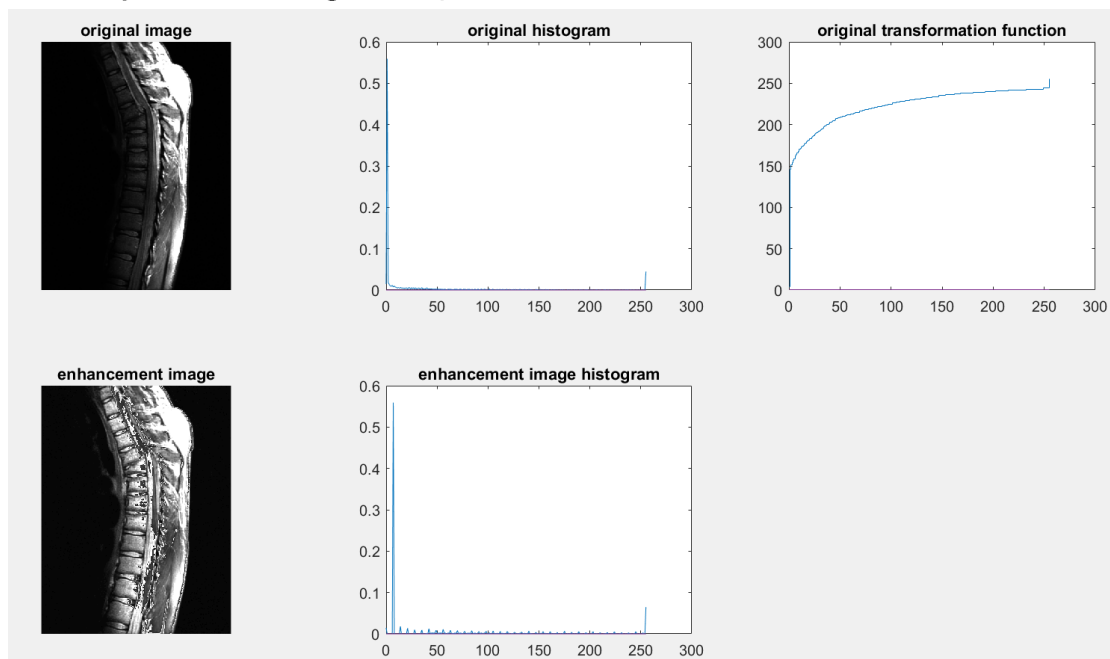 original image
original histogram
original transformation function
0.6
0.5
0.4
0.3
0.2
0.1
0
0 50 100 150 200 250 300
300
250
200
150
100
50
0
0 50 100 150 200 250 300
enhancement image
enhancement image histogram
0.6
0.5
0.4
0.3
0.2
0.1
0
0 50 100 150 200 250 300